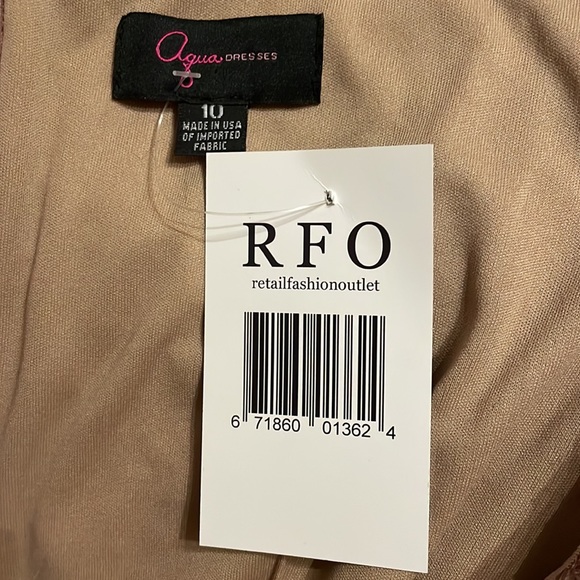 Aqua DRESSES
10
MADE IN USA
OF IMPORTED
FABRIC
RFO
retailfashionoutlet
6 71860 01362 4